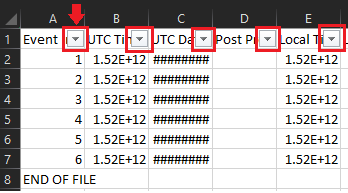 A B C D E
1 Event UTC Tim UTC Da Post Pr Local Ti
2 1 1.52E+12 ######## 1.52E+12
3 2 1.52E+12 ######## 1.52E+12
4 3 1.52E+12 ######## 1.52E+12
5 4 1.52E+12 ######## 1.52E+12
6 5 1.52E+12 ######## 1.52E+12
7 6 1.52E+12 ######## 1.52E+12
8 END OF FILE